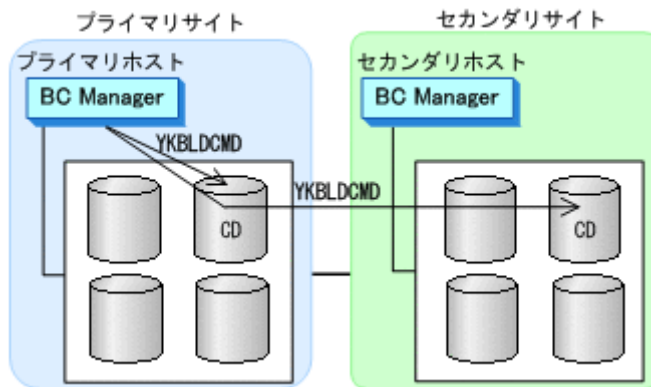 プライマリサイト
セカンダリサイト
プライマリホスト
セカンダリホスト
BC Manager
BC Manager
YKBLDCMD
YKBLDCMD
CD
CD